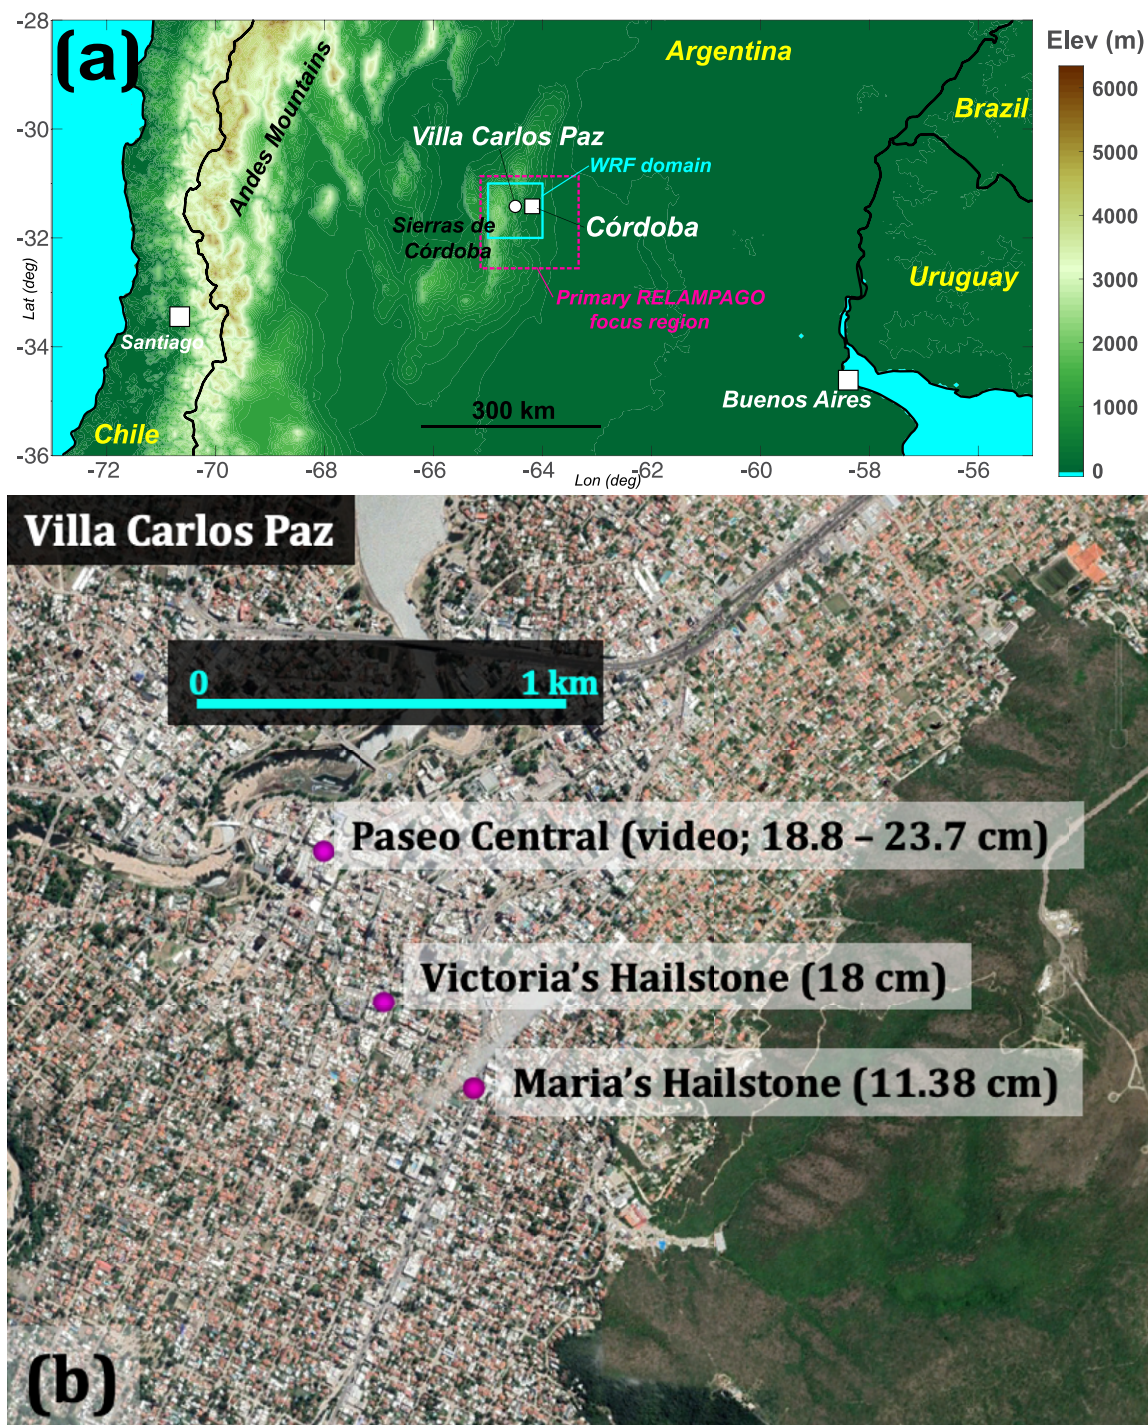 (a)
-28
-30
-32
-34
-36
Lat (deg)
Andes Mountains
Argentina
Brazil
Villa Carlos Paz
WRF domain
Sierras de
Córdoba
Córdoba
Uruguay
Primary RELAMPAGO
focus region
Santiago
Buenos Aires
300 km
Chile
-72
-70
-68
-66
-64
-62
-60
-58
-56
Lon (deg)
Elev (m)
6000
5000
4000
3000
2000
1000
0
Villa Carlos Paz
0
1 km
Paseo Central (video; 18.8 – 23.7 cm)
Victoria’s Hailstone (18 cm)
Maria’s Hailstone (11.38 cm)
(b)